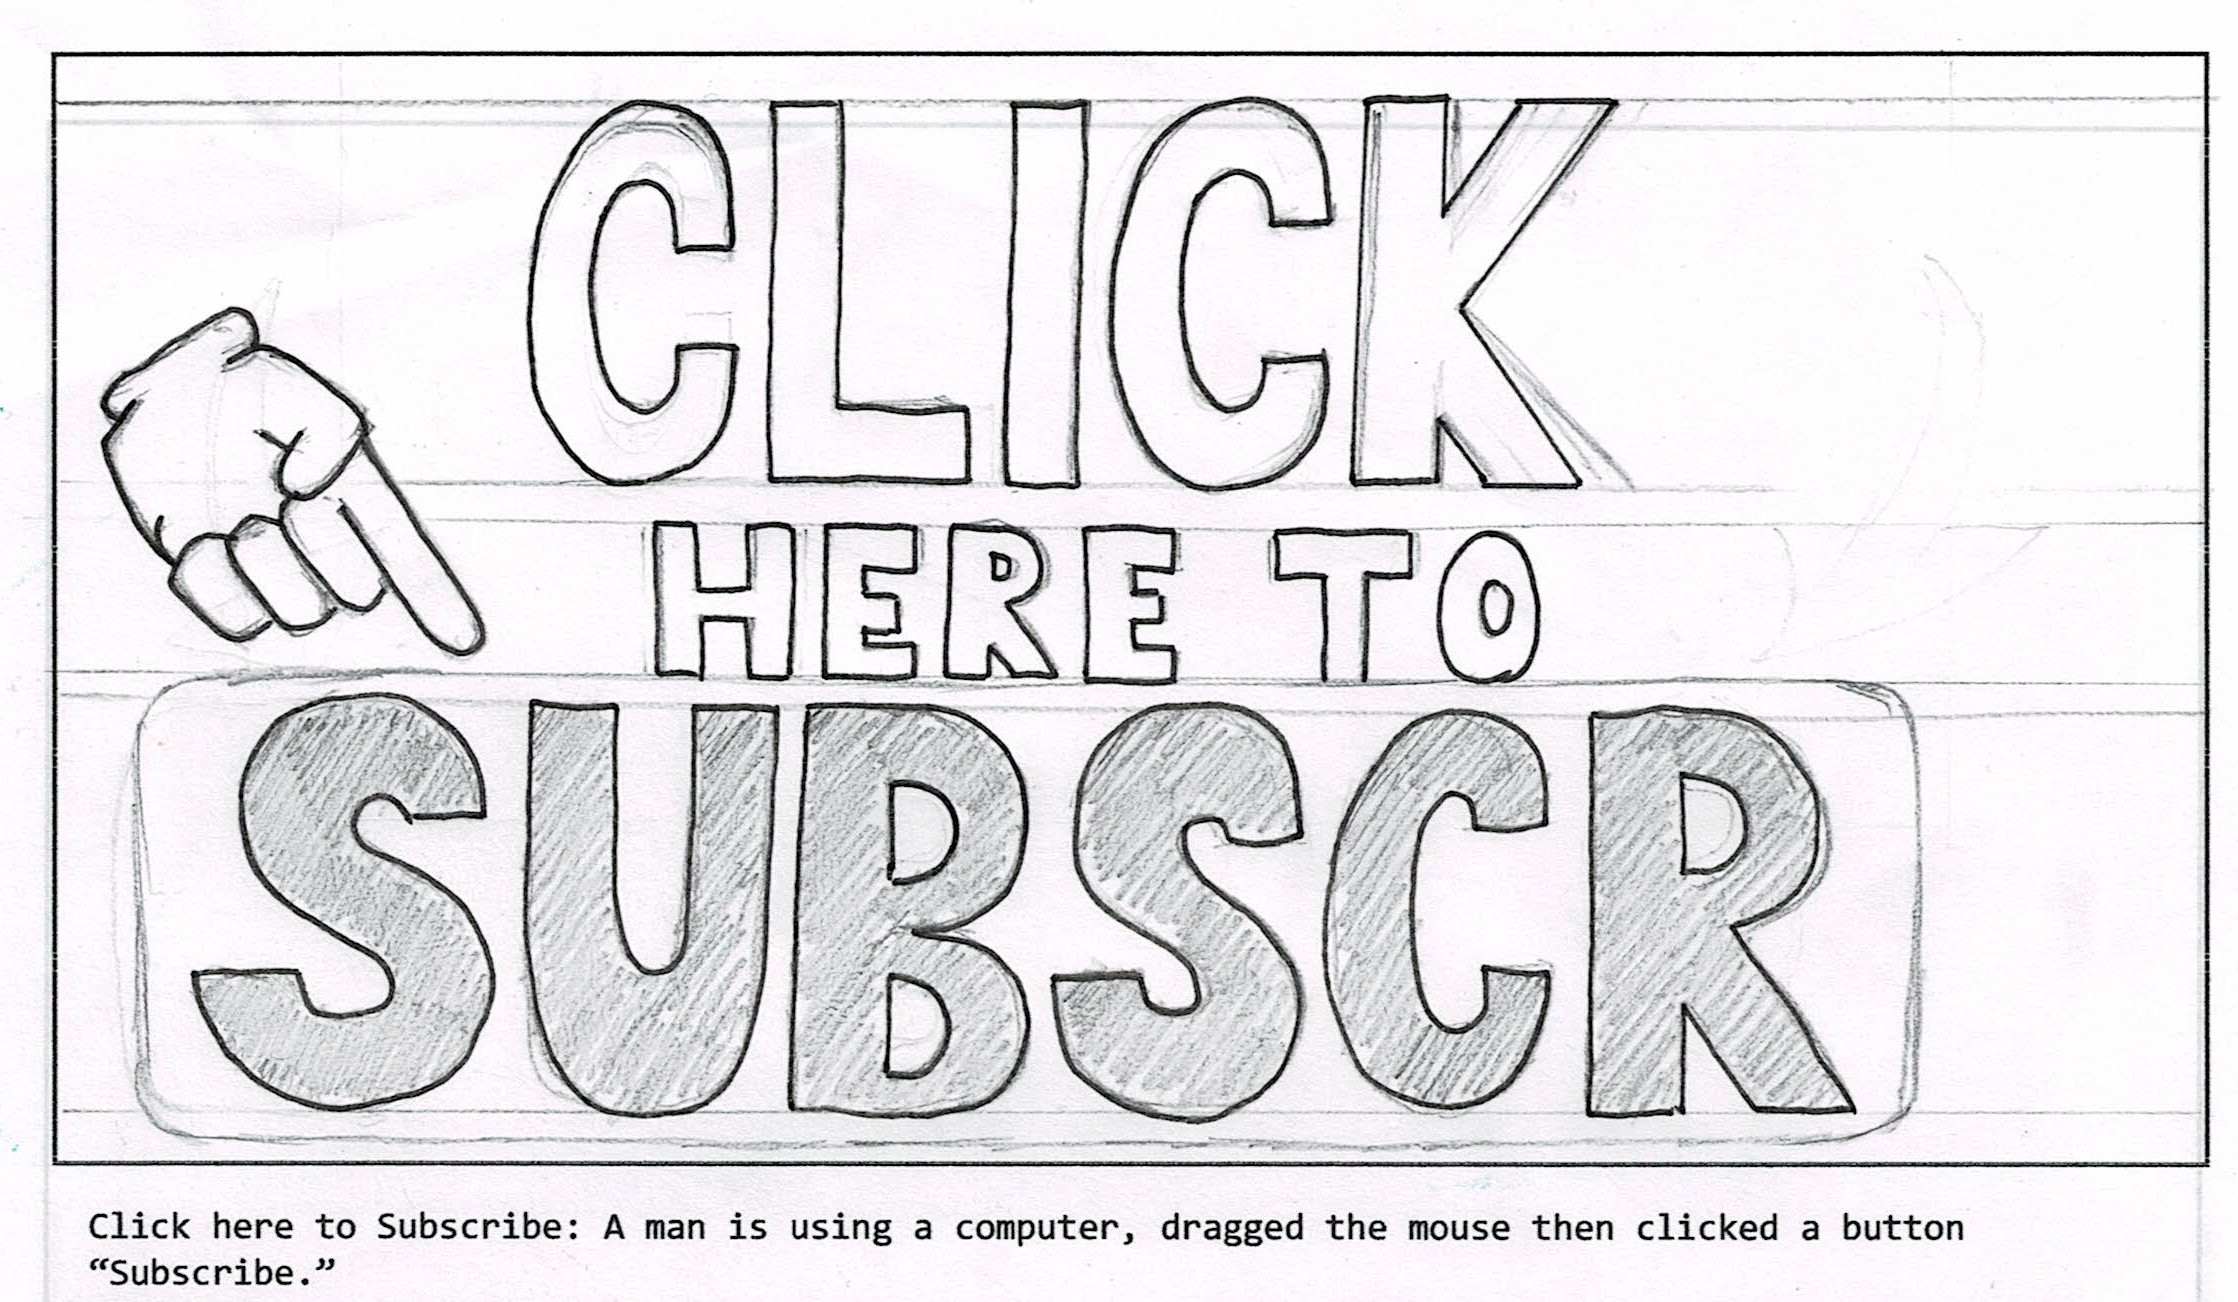 CLICK
HERE TO
SUBSCR
Click here to Subscribe: A man is using a computer, dragged the mouse then clicked a button
“Subscribe.”